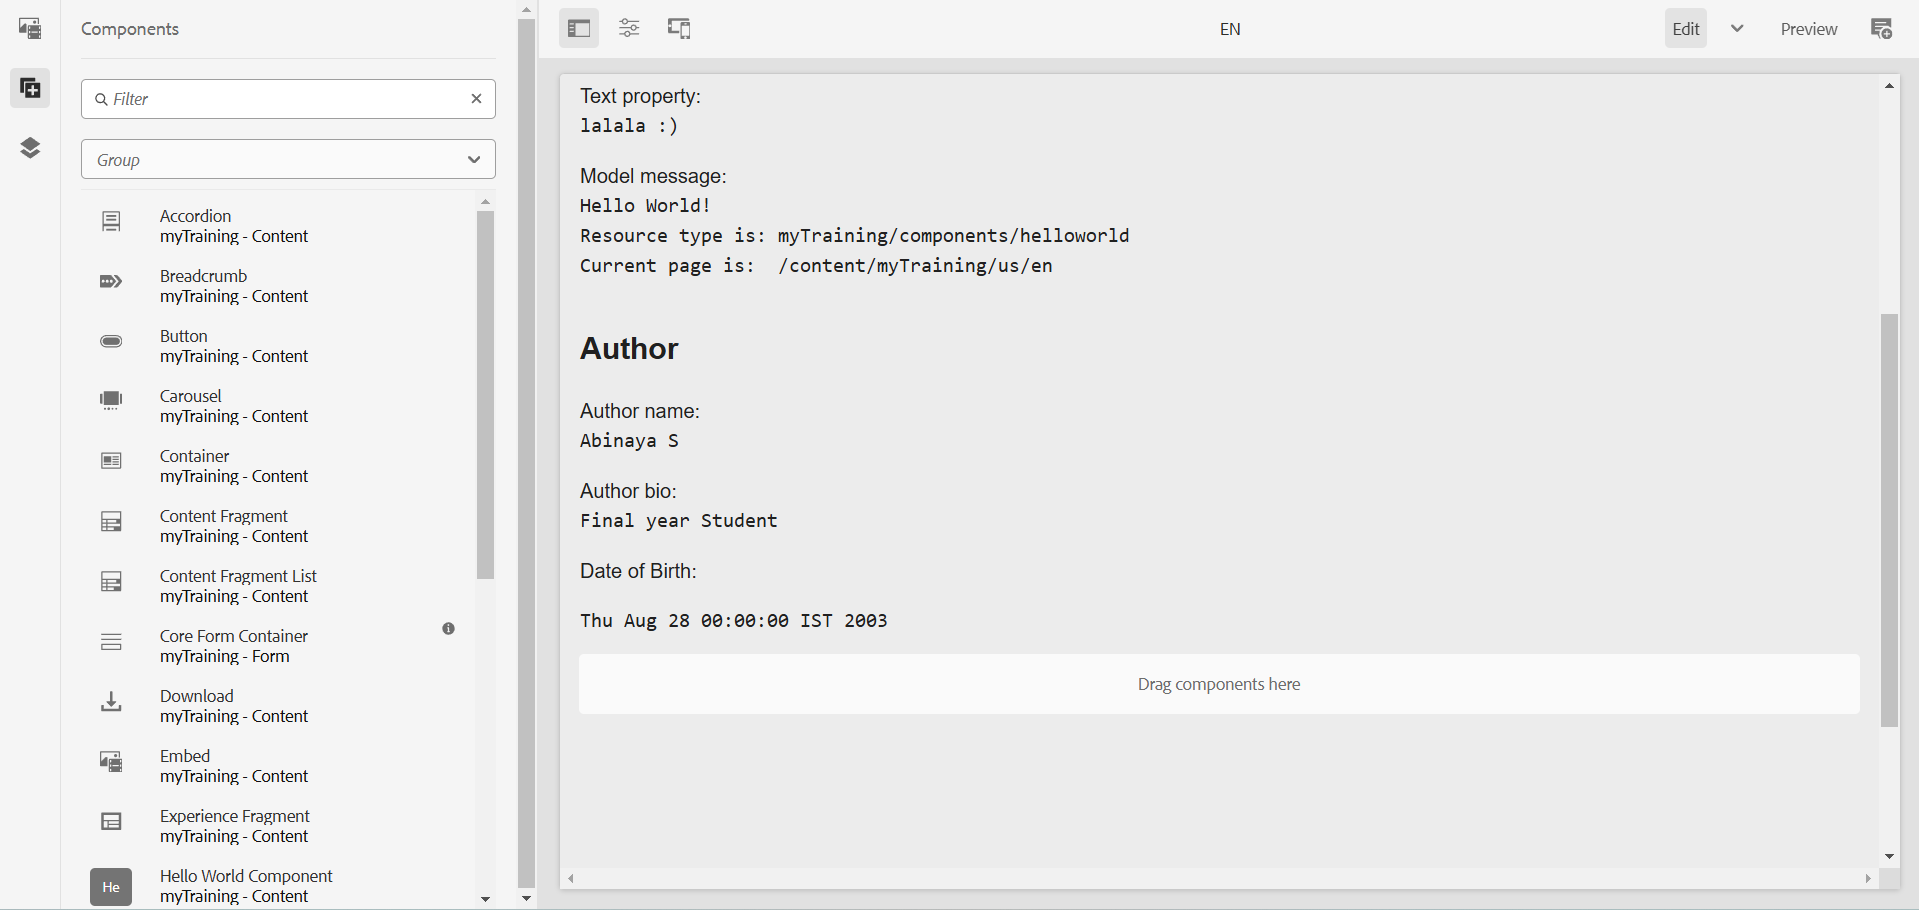 Components
Filter
Group
Accordion
myTraining - Content
Breadcrumb
myTraining - Content
Button
myTraining - Content
Carousel
myTraining - Content
Container
myTraining - Content
Content Fragment
myTraining - Content
Content Fragment List
myTraining - Content
Core Form Container
myTraining - Form
Download
myTraining - Content
Embed
myTraining - Content
Experience Fragment
myTraining - Content
He
Hello World Component
myTraining - Content
EN
Edit
Preview
Text property:
lalala :)
Model message:
Hello World!
Resource type is: myTraining/components/helloworld
Current page is:  /content/myTraining/us/en
Author
Author name:
Abinaya S
Author bio:
Final year Student
Date of Birth:
Thu Aug 28 00:00:00 IST 2003
Drag components here